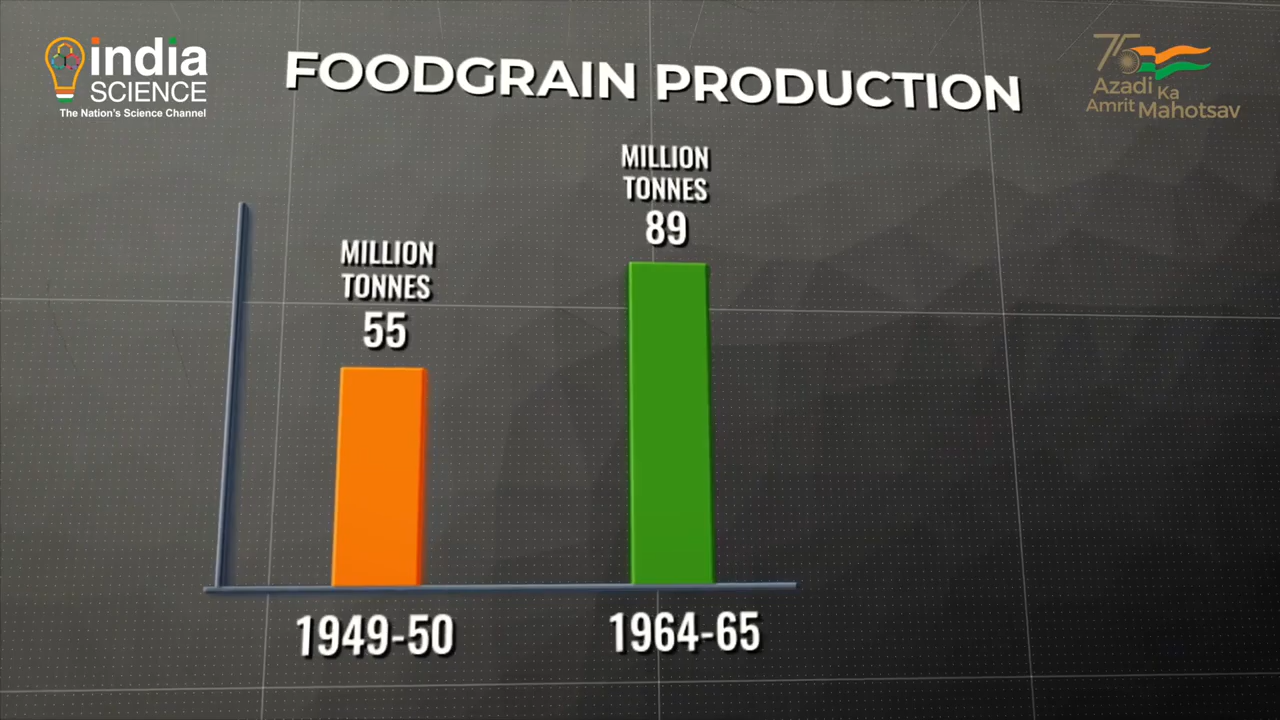 india
SCIENCE
The Nation's Science Channel
FOODGRAIN PRODUCTION
75
Azadi Ka
Amrit Mahotsav
MILLION
TONNES
55
MILLION
TONNES
89
1949-50
1964-65